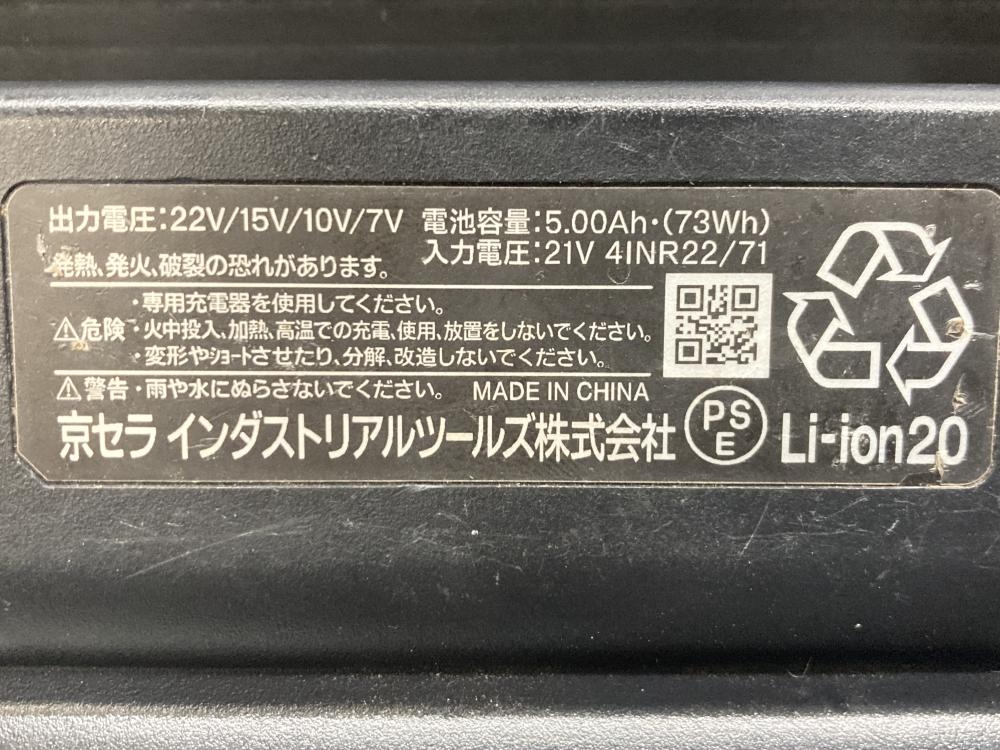 出力電圧:22V/15V/10V/7V 電池容量:5.00Ah・(73Wh)
入力電圧:21V 4INR22/71
発熱、発火、破裂の恐れがあります。
・専用充電器を使用してください。
危険・火中投入、加熱、高温での充電、使用、放置をしないでください。
・変形やショートさせたり、分解、改造しないでください。
警告・雨や水にぬらさないでください。 MADE IN CHINA
京セラ インダストリアルツールズ株式会社 PSE Li-ion20